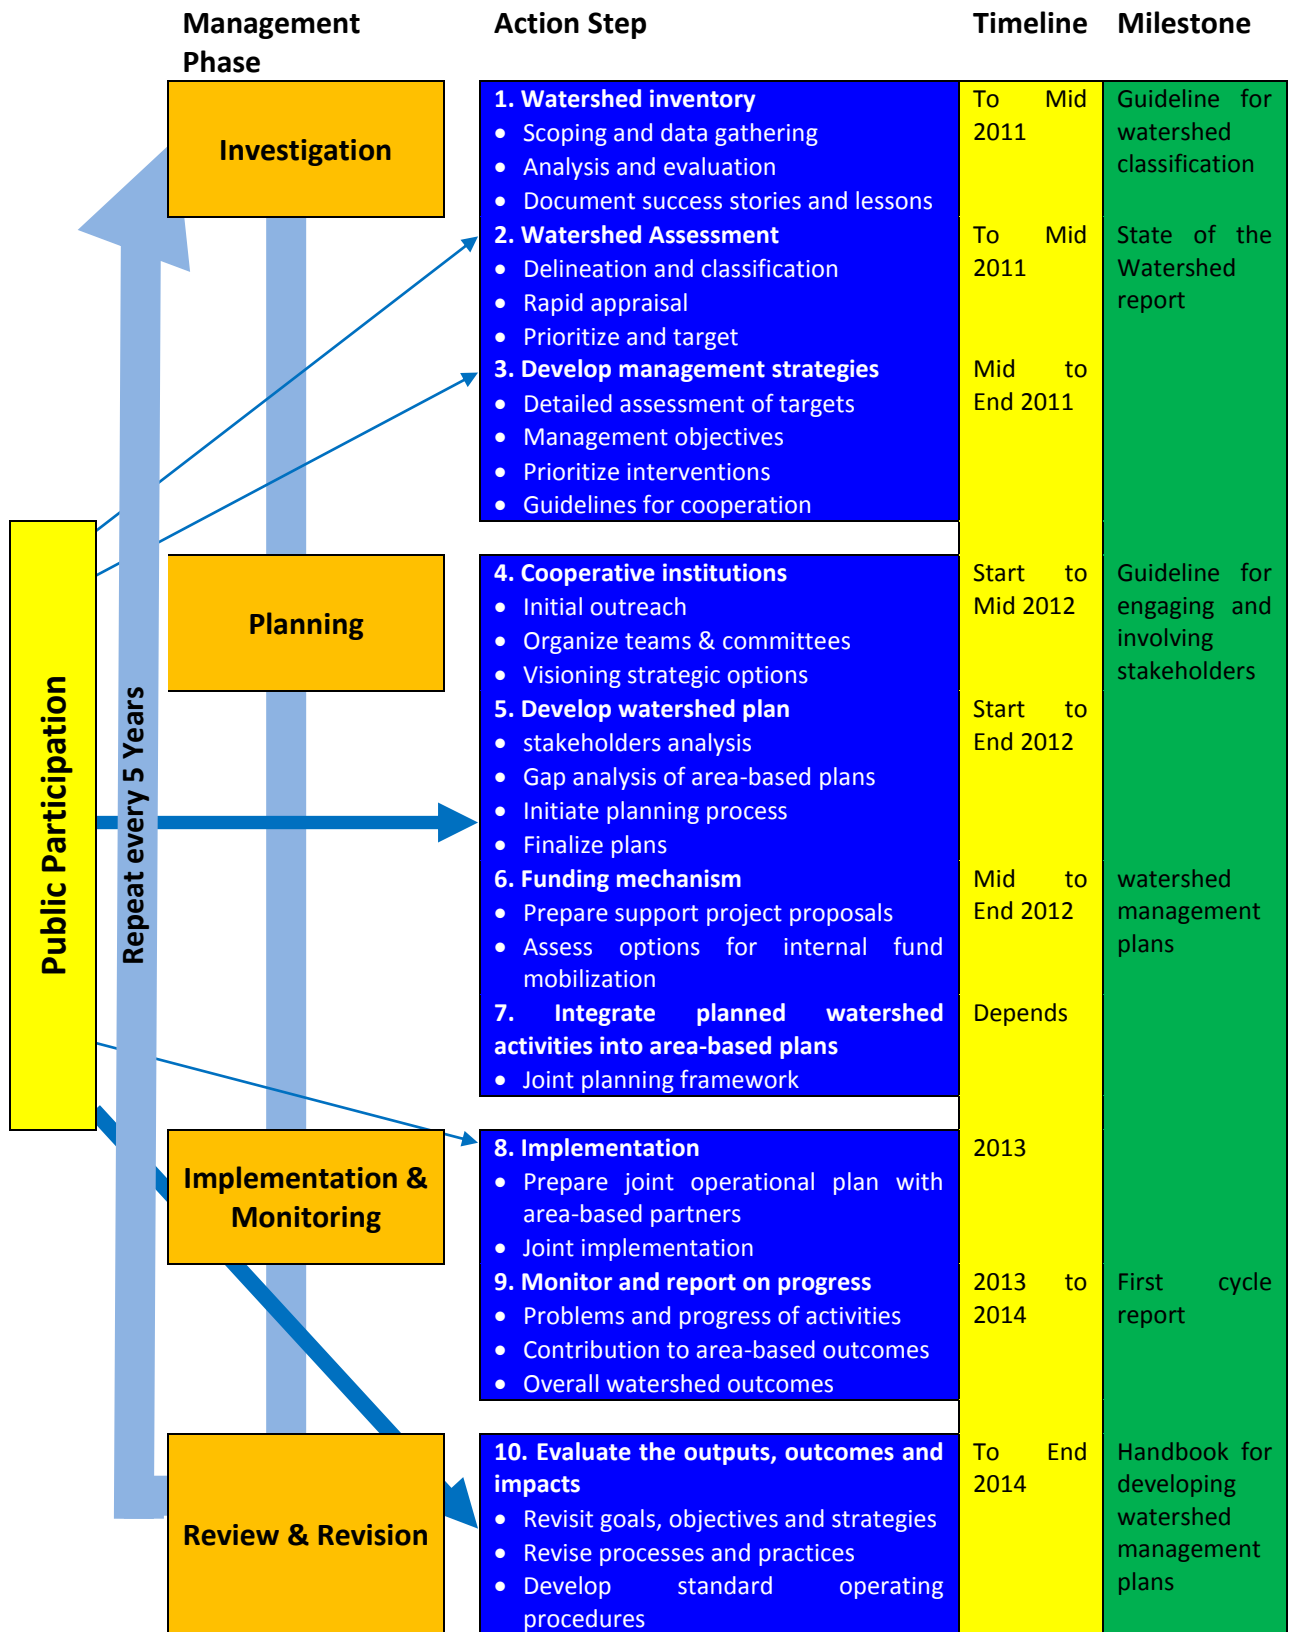 Management
Phase
Action Step
Timeline
Milestone
Public Participation
Repeat every 5 Years
Investigation
1. Watershed inventory
• Scoping and data gathering
• Analysis and evaluation
• Document success stories and lessons
To Mid
2011
Guideline for
watershed
classification
2. Watershed Assessment
• Delineation and classification
• Rapid appraisal
• Prioritize and target
To Mid
2011
State of the
Watershed
report
3. Develop management strategies
• Detailed assessment of targets
• Management objectives
• Prioritize interventions
• Guidelines for cooperation
Mid to
End 2011
Planning
4. Cooperative institutions
• Initial outreach
• Organize teams & committees
• Visioning strategic options
Start to
Mid 2012
Guideline for
engaging and
involving
stakeholders
5. Develop watershed plan
• stakeholders analysis
• Gap analysis of area-based plans
• Initiate planning process
• Finalize plans
Start to
End 2012
6. Funding mechanism
• Prepare support project proposals
• Assess options for internal fund
mobilization
Mid to
End 2012
watershed
management
plans
7. Integrate planned watershed
activities into area-based plans
• Joint planning framework
Depends
Implementation &
Monitoring
8. Implementation
• Prepare joint operational plan with
area-based partners
• Joint implementation
2013
9. Monitor and report on progress
• Problems and progress of activities
• Contribution to area-based outcomes
• Overall watershed outcomes
2013 to
2014
First cycle
report
Review & Revision
10. Evaluate the outputs, outcomes and
impacts
• Revisit goals, objectives and strategies
• Revise processes and practices
• Develop standard operating
procedures
To End
2014
Handbook for
developing
watershed
management
plans